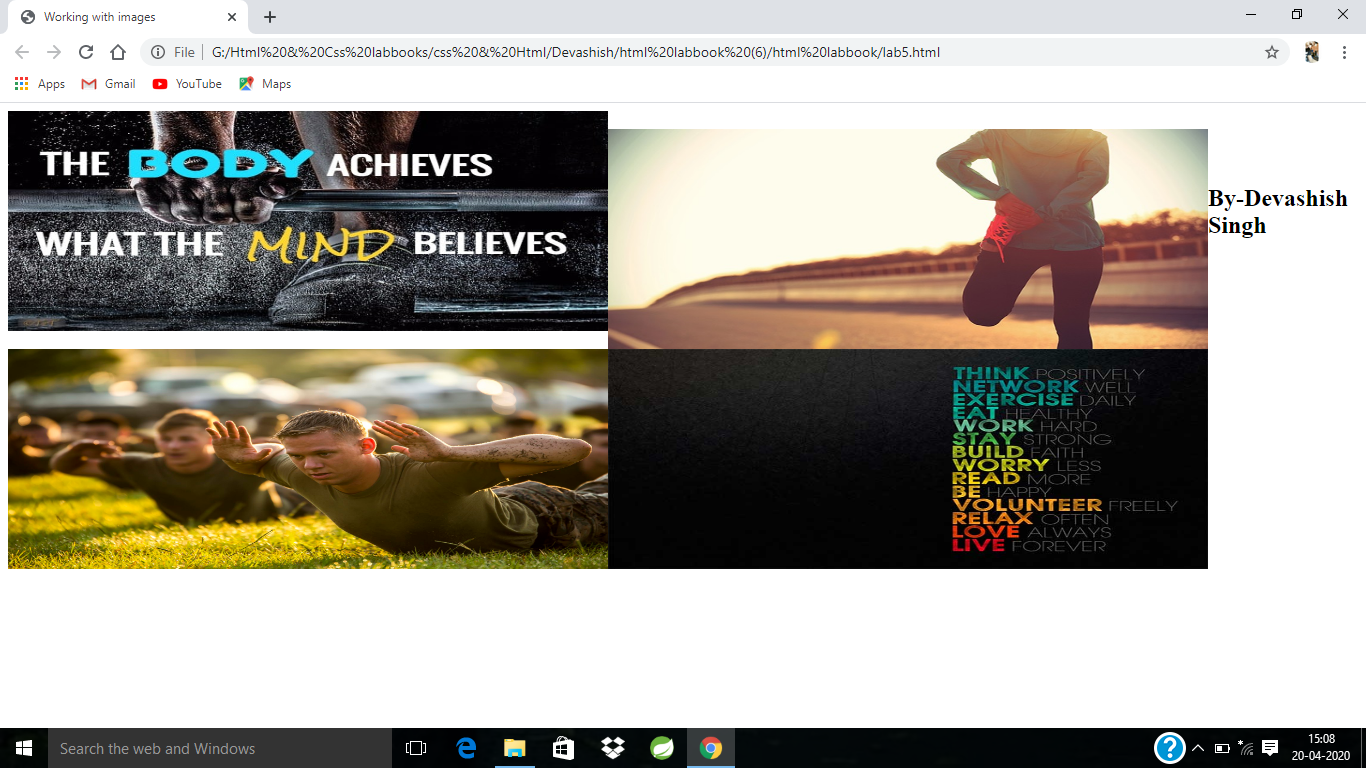 Working with images
File
G:/Html%20&%20Css%20labbooks/css%20&%20Html/Devashish/html%20labbook%20(6)/html%20labbook/lab5.html
Apps
Gmail
YouTube
Maps
THE BODY ACHIEVES
WHAT THE MIND BELIEVES
By-Devashish
Singh
THINK POSITIVELY
NETWORK WELL
EXERCISE DAILY
EAT HEALTHY
WORK HARD
STAY STRONG
BUILD FAITH
WORRY LESS
READ MORE
BE HAPPY
VOLUNTEER FREELY
RELAX OFTEN
LOVE ALWAYS
LIVE FOREVER
Search the web and Windows
15:08
20-04-2020